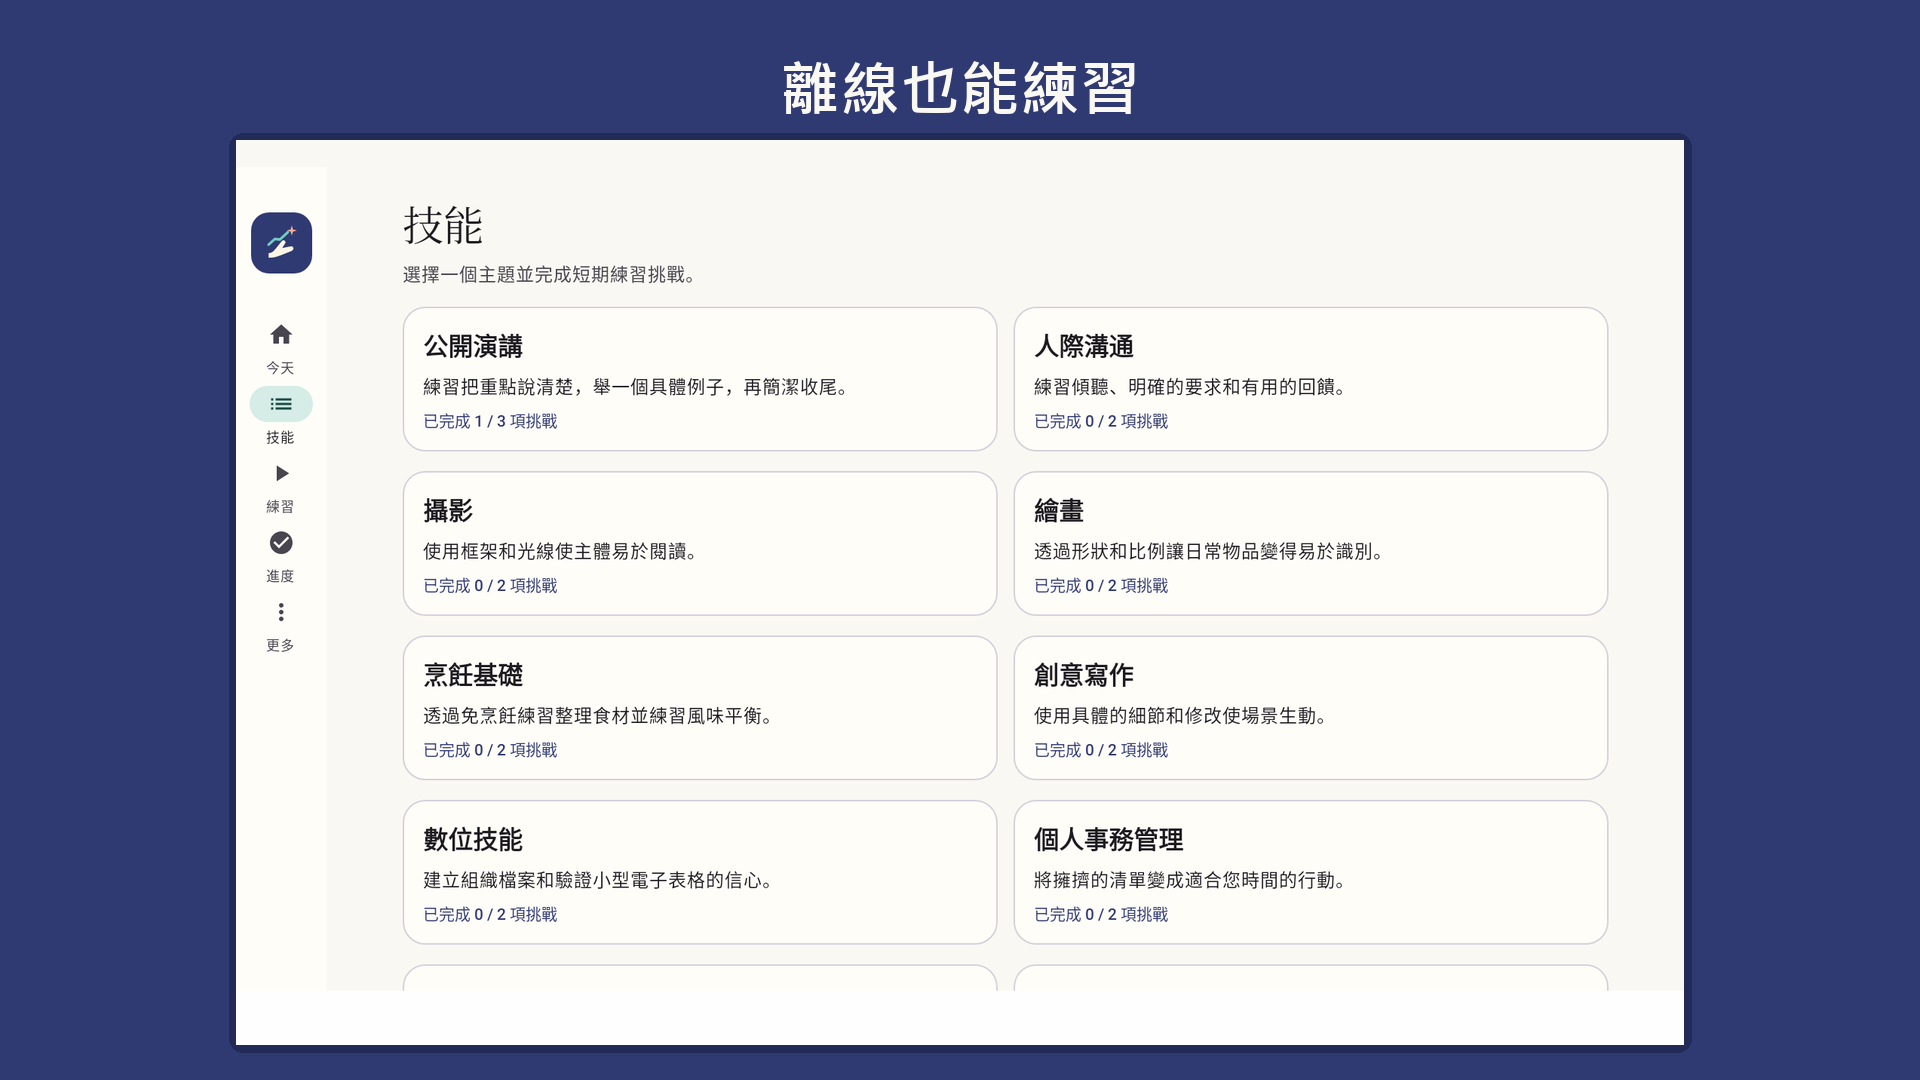 離線也能練習
技能
選擇一個主題並完成短期練習挑戰。
今天
技能
練習
進度
更多
公開演講
練習把重點說清楚，舉一個具體例子，再簡潔收尾。
已完成 1 / 3 項挑戰
人際溝通
練習傾聽、明確的要求和有用的回饋。
已完成 0 / 2 項挑戰
攝影
使用框架和光線使主體易於閱讀。
已完成 0 / 2 項挑戰
繪畫
透過形狀和比例讓日常物品變得易於識別。
已完成 0 / 2 項挑戰
烹飪基礎
透過免烹飪練習整理食材並練習風味平衡。
已完成 0 / 2 項挑戰
創意寫作
使用具體的細節和修改使場景生動。
已完成 0 / 2 項挑戰
數位技能
建立組織檔案和驗證小型電子表格的信心。
已完成 0 / 2 項挑戰
個人事務管理
將擁擠的清單變成適合您時間的行動。
已完成 0 / 2 項挑戰